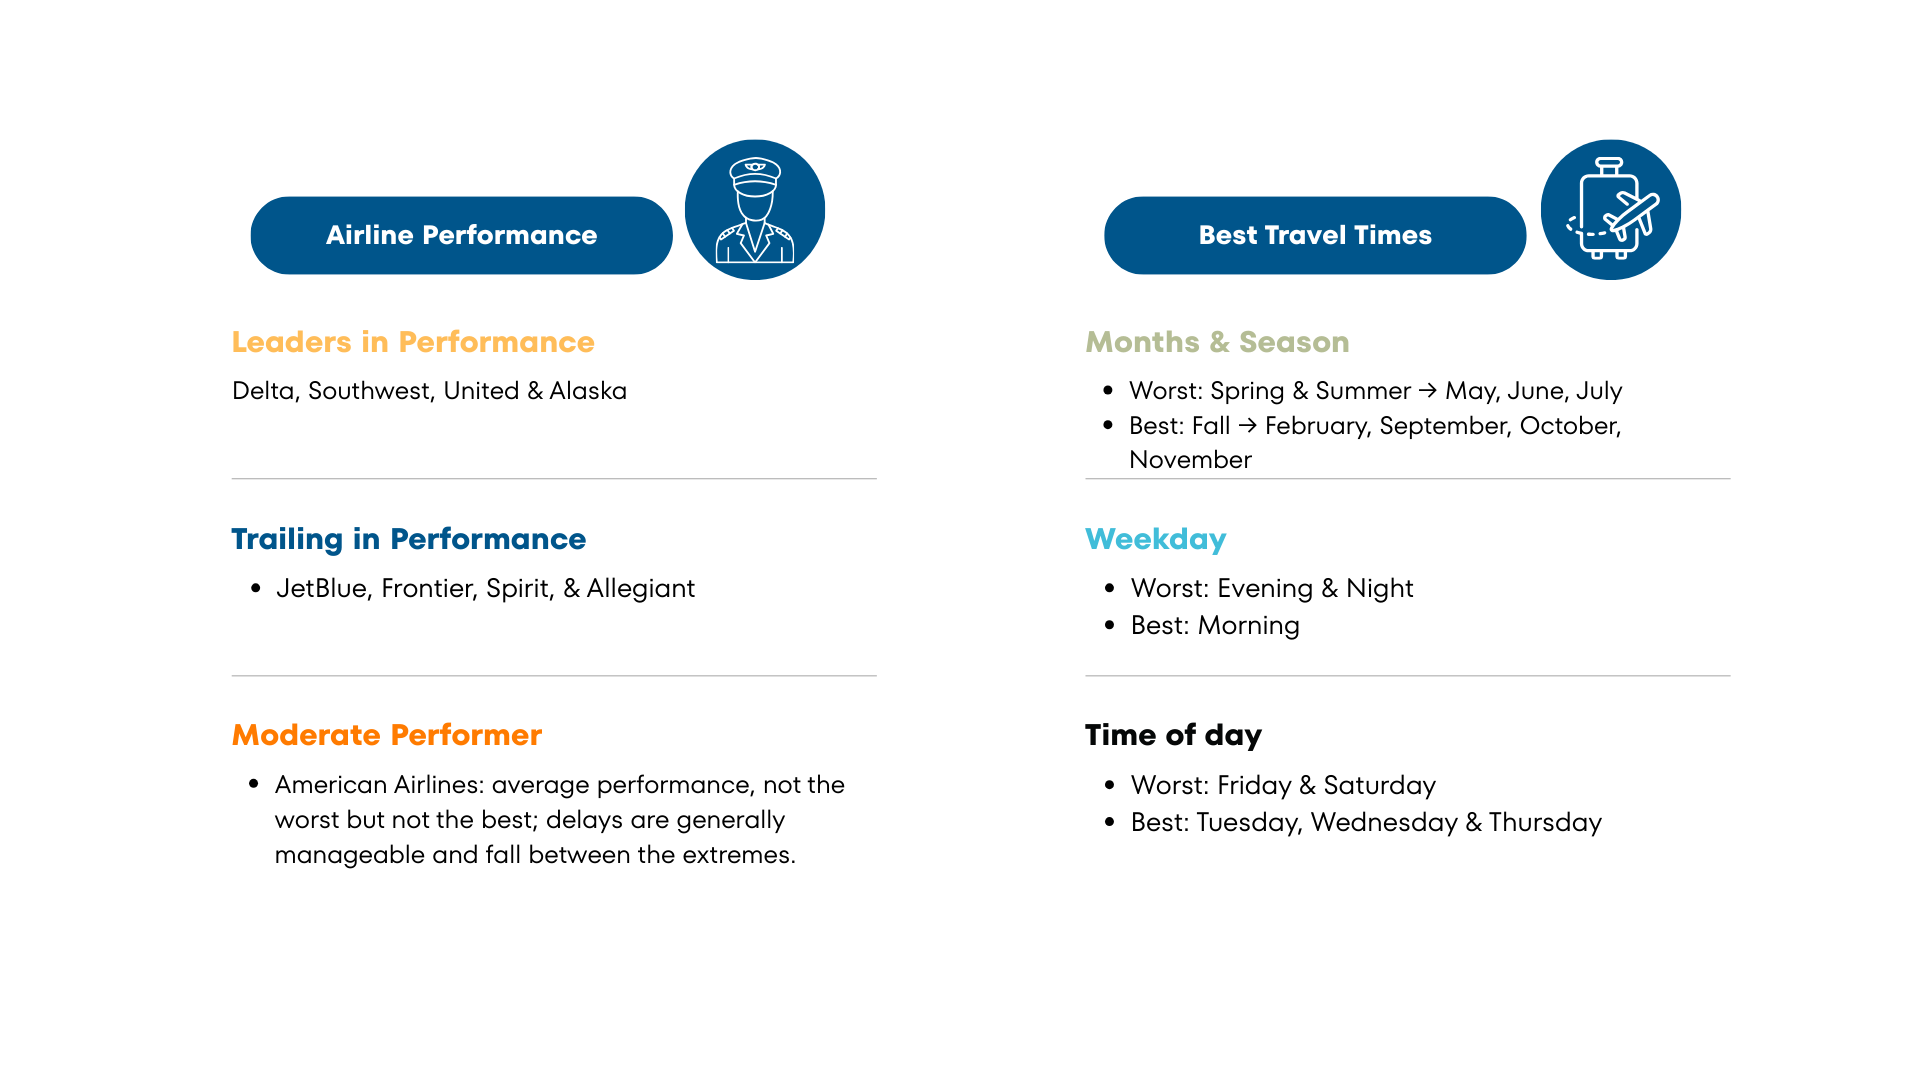 Airline Performance
Leaders in Performance
Delta, Southwest, United & Alaska
Trailing in Performance
• JetBlue, Frontier, Spirit, & Allegiant
Moderate Performer
• American Airlines: average performance, not the
worst but not the best; delays are generally
manageable and fall between the extremes.
Best Travel Times
Months & Season
• Worst: Spring & Summer → May, June, July
• Best: Fall → February, September, October,
November
Weekday
• Worst: Evening & Night
• Best: Morning
Time of day
• Worst: Friday & Saturday
• Best: Tuesday, Wednesday & Thursday